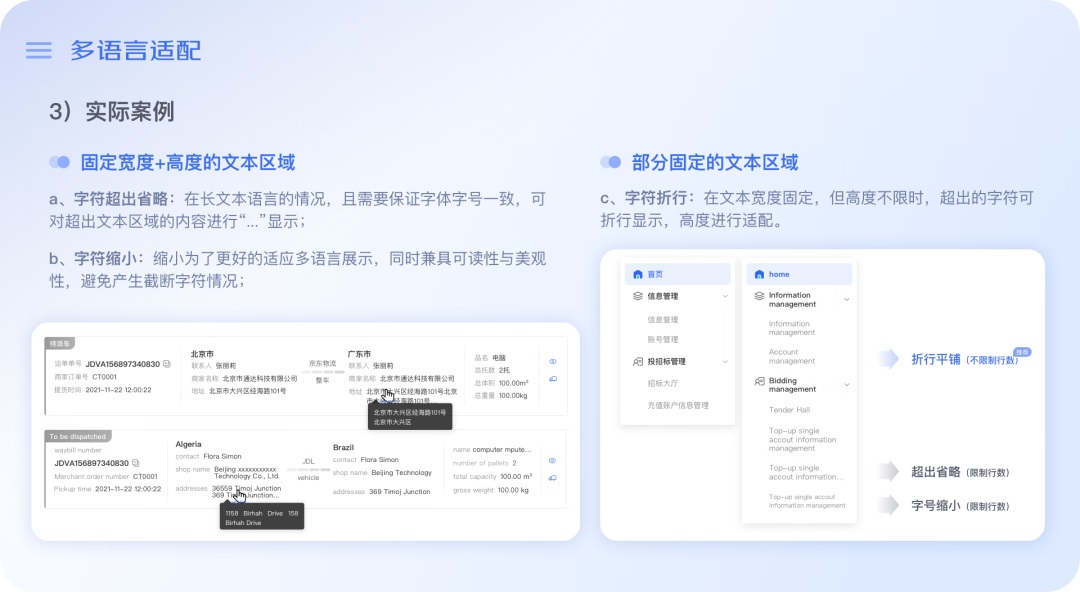 多语言适配
3）实际案例
固定宽度+高度的文本区域
a、字符超出省略：在长文本语言的情况，且需要保证字体字号一致，可
对超出文本区域的内容进行“...”显示；
b、字符缩小：缩小为了更好的适应多语言展示，同时兼具可读性与美观
性，避免产生截断字符情况；
待派车
运单单号 JDVA156897340830
商家订单号 CT0001
提货时间 2021-11-22 12:00:22
北京市
联系人 张丽莉
商家名称 北京市通达科技有限公司
地址 北京市大兴区经海路101号
京东物流
整车
广东市
联系人 张丽莉
商家名称 北京市通达科技有限公司
地址 北京市大兴区经海路101号北京
市大兴区经海路101号...
北京市大兴区经海路101号
北京市大兴区
品名 电脑
总托数 2托
总体积 100.00m³
总重量 100.00kg
To be dispatched
waybill number
JDVA156897340830
Merchant order number CT0001
Pickup time 2021-11-22 12:00:22
Algeria
contact Flora Simon
shop name Beijing xxxxxxxxxxx
Technology Co., Ltd.
addresses 36559 Timoj Junction
369 Timoj Junction...
1158 Birhah Drive 158
Birhah Drive
JDL
vehicle
Brazil
contact Flora Simon
shop name Beijing Technology
addresses 369 Timoj Junction
name computer mpute...
number of pallets 2
total capacity 100.00 m³
gross weight 100.00 kg
部分固定的文本区域
c、字符折行：在文本宽度固定，但高度不限时，超出的字符可
折行显示，高度进行适配。
首页
信息管理
信息管理
账号管理
投招标管理
招标大厅
充值账户信息管理
home
Information
management
Information
management
Account
management
Bidding
management
Tender Hall
Top-up single
accout information
management
Top-up single
accout information...
Top-up single accout
information management
折行平铺（不限制行数）
推荐
超出省略（限制行数）
字号缩小（限制行数）